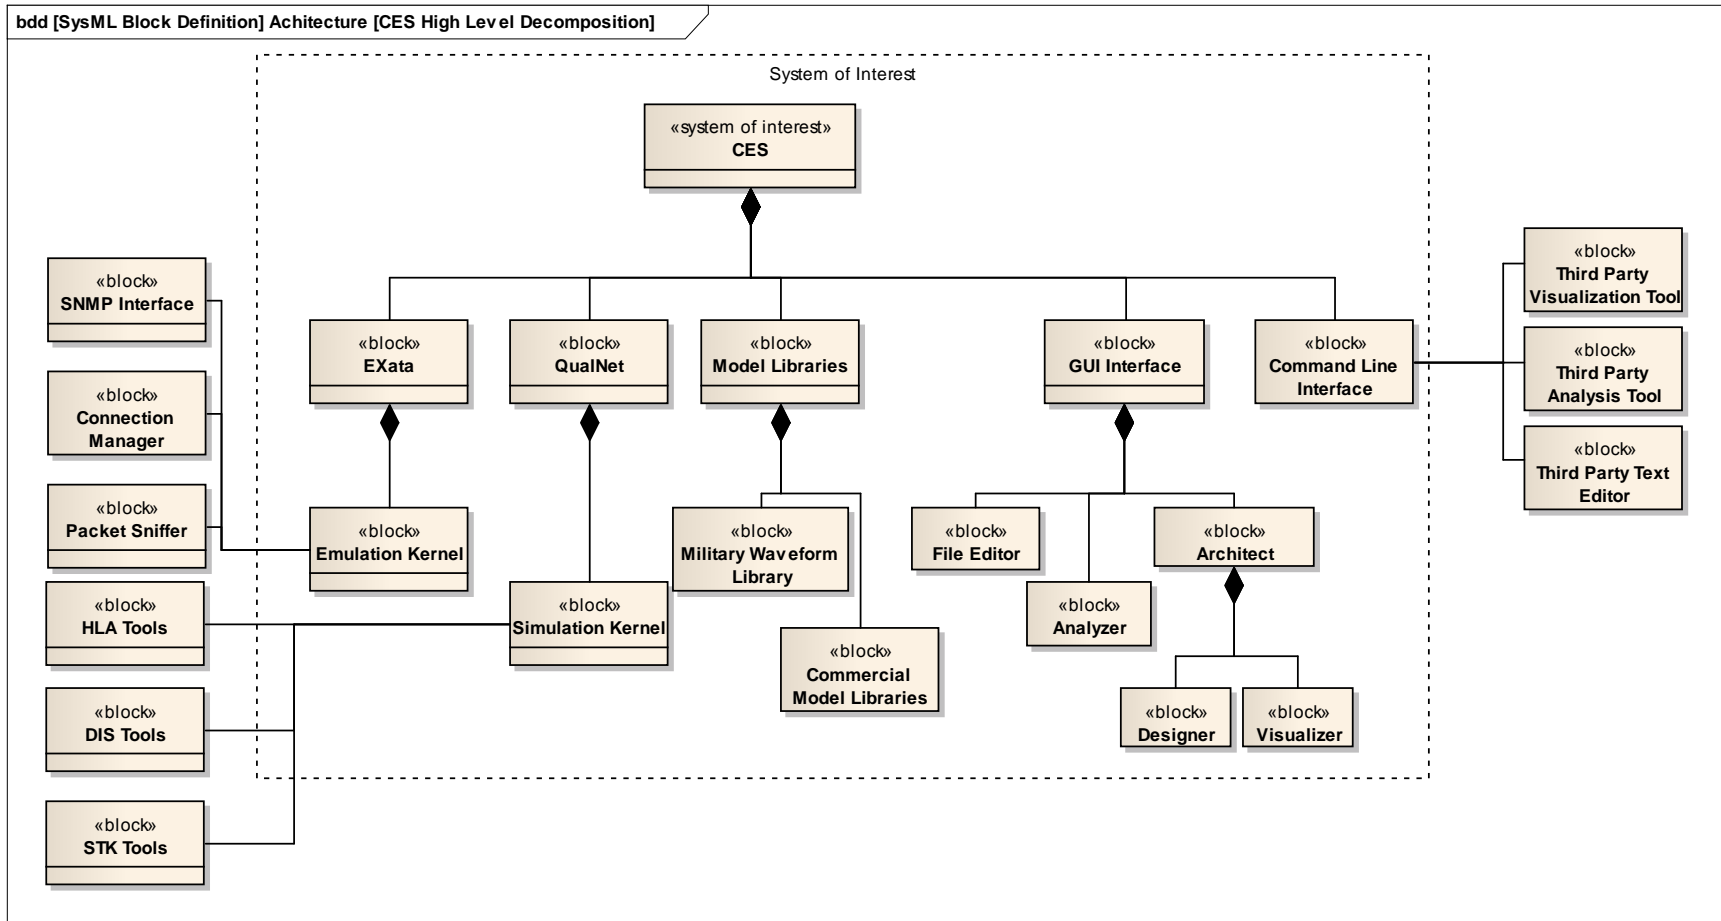 bdd [SysML Block Definition] Achitecture [CES High Level Decomposition]
System of Interest
«system of interest»
CES
«block»
SNMP Interface
«block»
Connection
Manager
«block»
Packet Sniffer
«block»
HLA Tools
«block»
DIS Tools
«block»
STK Tools
«block»
EXata
«block»
QualNet
«block»
Model Libraries
«block»
GUI Interface
«block»
Command Line
Interface
«block»
Emulation Kernel
«block»
Simulation Kernel
«block»
Military Waveform
Library
«block»
Commercial
Model Libraries
«block»
File Editor
«block»
Analyzer
«block»
Architect
«block»
Designer
«block»
Visualizer
«block»
Third Party
Visualization Tool
«block»
Third Party
Analysis Tool
«block»
Third Party Text
Editor